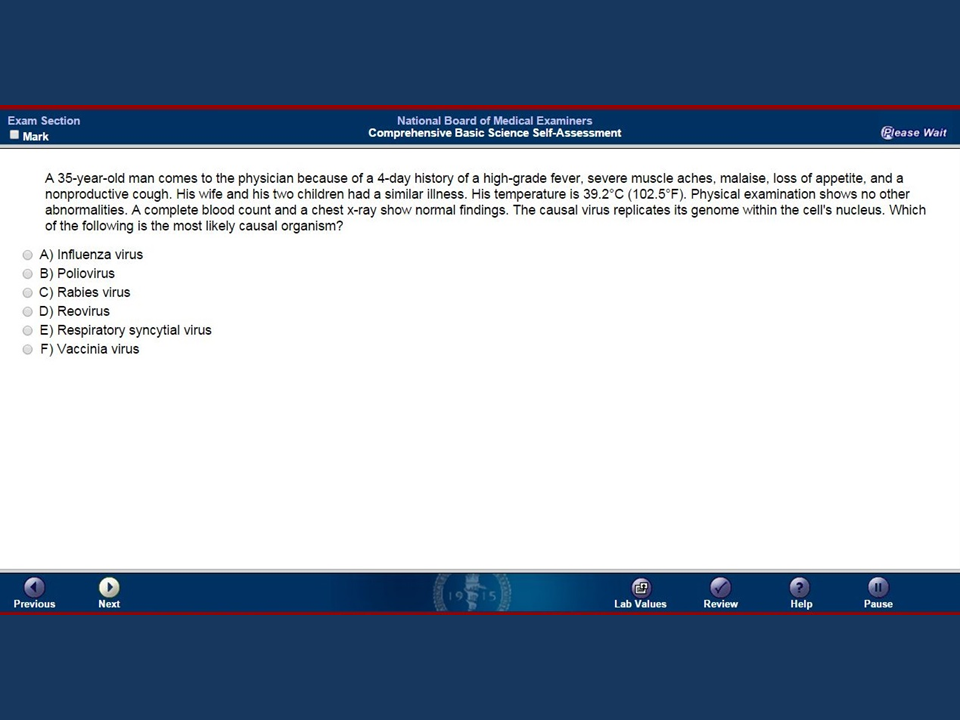 Exam Section
Mark
National Board of Medical Examiners
Comprehensive Basic Science Self-Assessment
Please Wait
A 35-year-old man comes to the physician because of a 4-day history of a high-grade fever, severe muscle aches, malaise, loss of appetite, and a
nonproductive cough. His wife and his two children had a similar illness. His temperature is 39.2°C (102.5°F). Physical examination shows no other
abnormalities. A complete blood count and a chest x-ray show normal findings. The causal virus replicates its genome within the cell's nucleus. Which
of the following is the most likely causal organism?
A) Influenza virus
B) Poliovirus
C) Rabies virus
D) Reovirus
E) Respiratory syncytial virus
F) Vaccinia virus
1915
Previous
Next
Lab Values
Review
Help
Pause